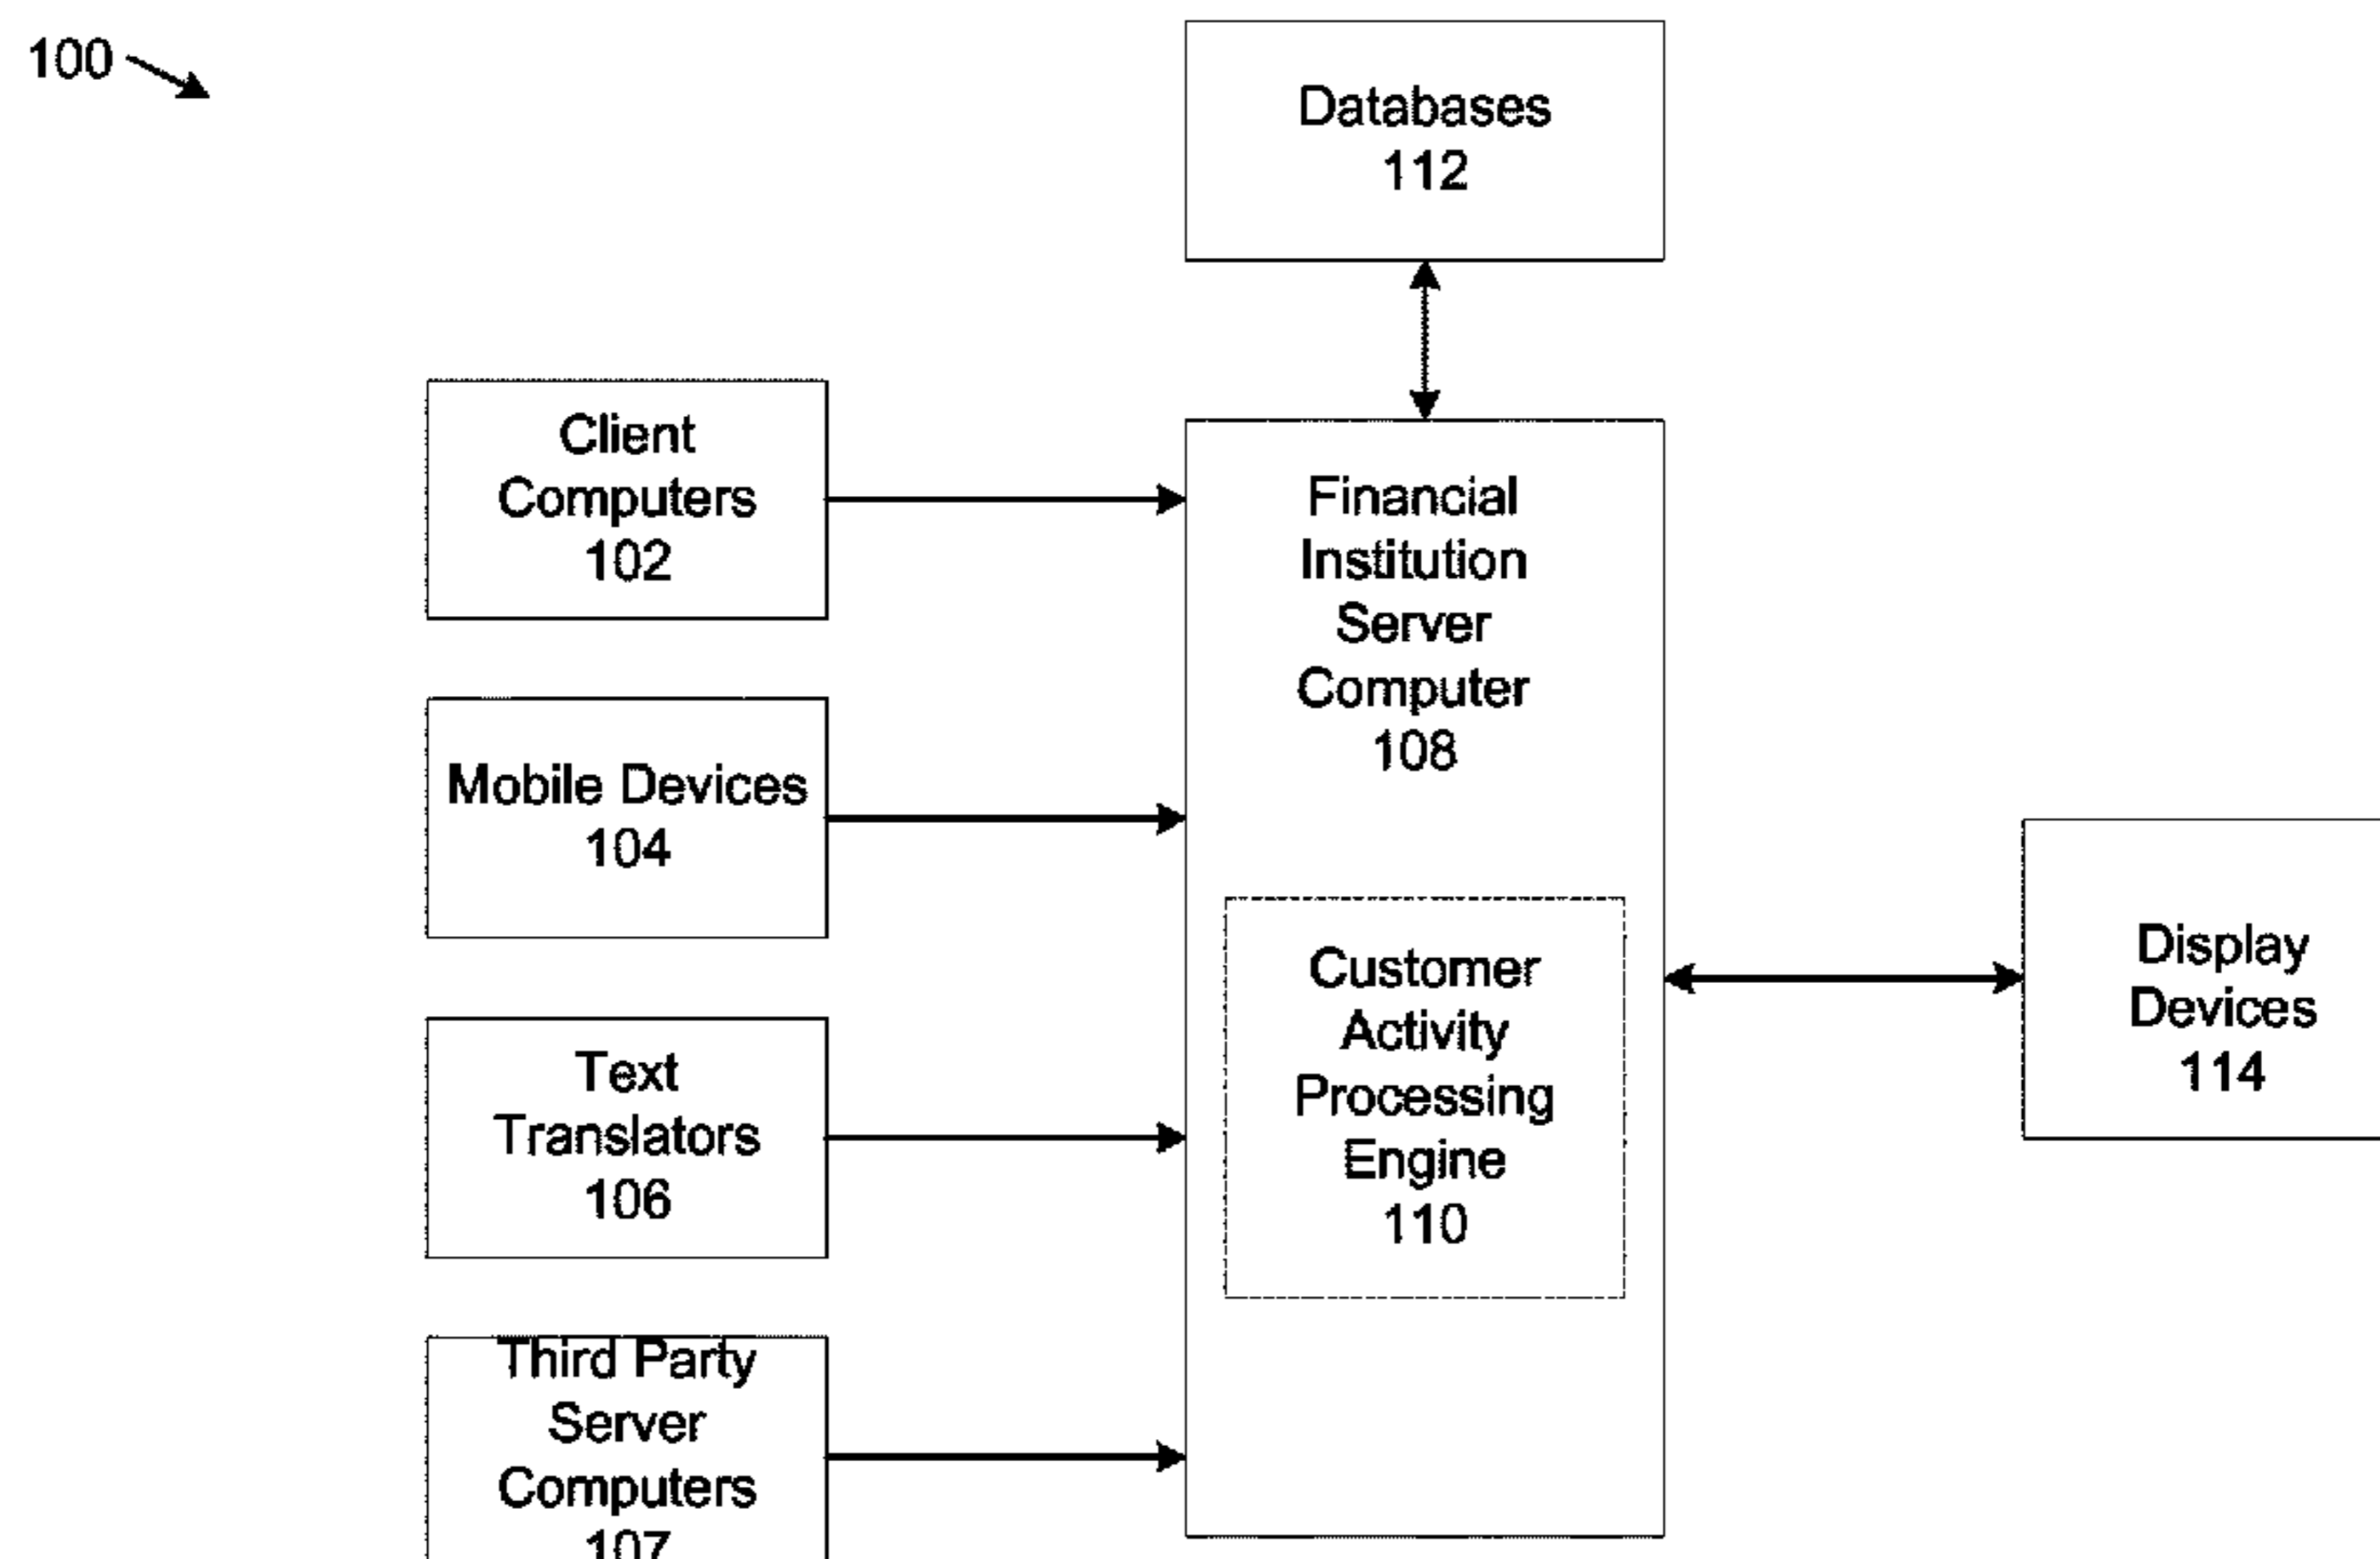 100
Databases
112
Client
Computers
102
Mobile Devices
104
Text
Translators
106
Third Party
Server
Computers
107
Financial
Institution
Server
Computer
108
Customer
Activity
Processing
Engine
110
Display
Devices
114